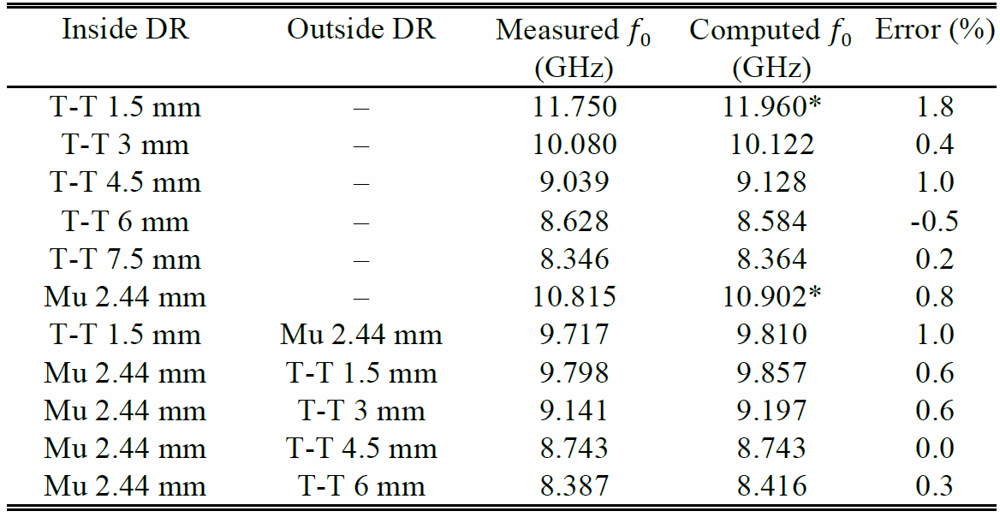 Inside DR Outside DR Measured f₀ Computed f₀ Error (%)
(GHz) (GHz)
T-T 1.5 mm – 11.750 11.960* 1.8
T-T 3 mm – 10.080 10.122 0.4
T-T 4.5 mm – 9.039 9.128 1.0
T-T 6 mm – 8.628 8.584 -0.5
T-T 7.5 mm – 8.346 8.364 0.2
Mu 2.44 mm – 10.815 10.902* 0.8
T-T 1.5 mm Mu 2.44 mm 9.717 9.810 1.0
Mu 2.44 mm T-T 1.5 mm 9.798 9.857 0.6
Mu 2.44 mm T-T 3 mm 9.141 9.197 0.6
Mu 2.44 mm T-T 4.5 mm 8.743 8.743 0.0
Mu 2.44 mm T-T 6 mm 8.387 8.416 0.3